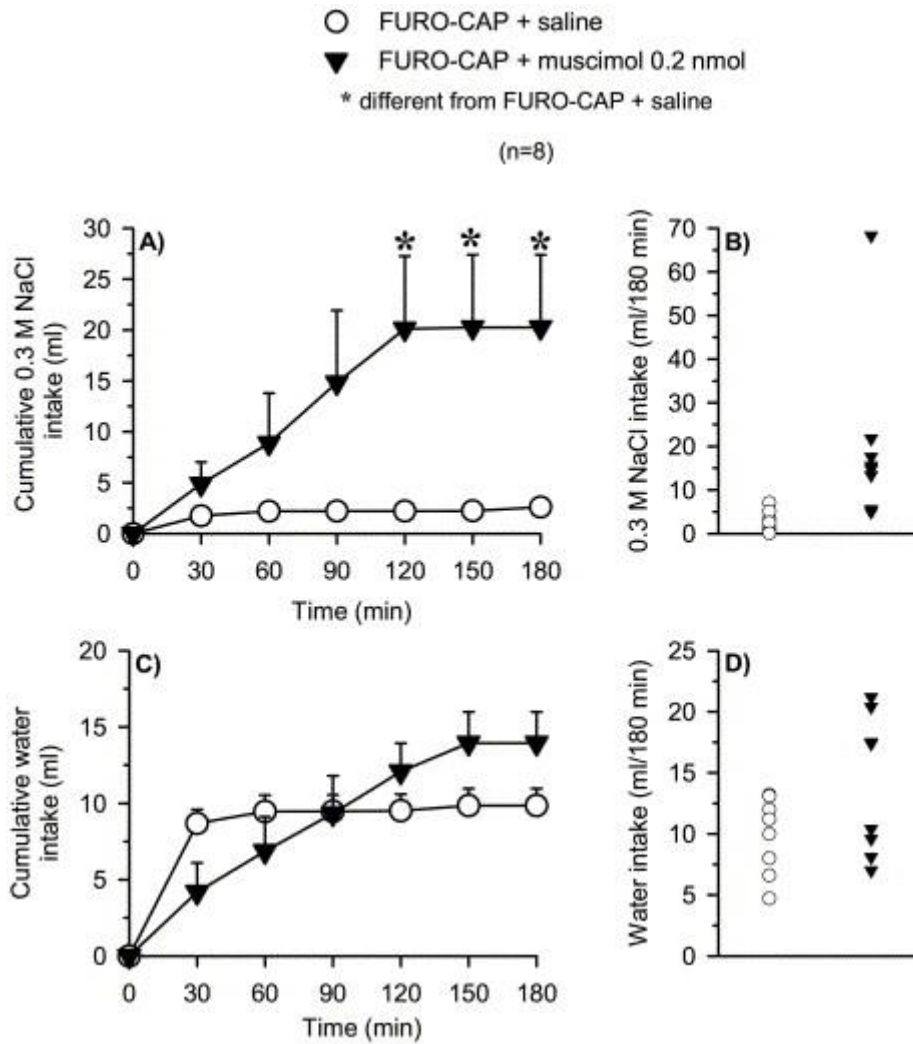 FURO-CAP + saline
FURO-CAP + muscimol 0.2 nmol
* different from FURO-CAP + saline
(n=8)
A)
Cumulative 0.3 M NaCl
intake (ml)
30
25
20
15
10
5
0
* * *
0 30 60 90 120 150 180
Time (min)
B)
0.3 M NaCl intake (ml/180 min)
70
60
50
40
30
20
10
0
C)
Cumulative water
intake (ml)
20
15
10
5
0
0 30 60 90 120 150 180
Time (min)
D)
Water intake (ml/180 min)
25
20
15
10
5
0